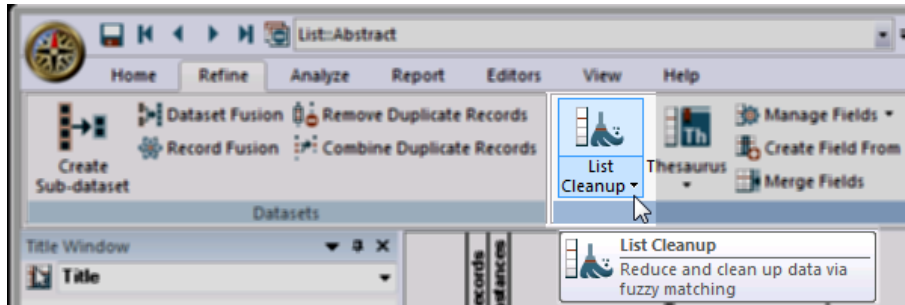 List::Abstract
Home Refine Analyze Report Editors View Help
Dataset Fusion Remove Duplicate Records
Record Fusion Combine Duplicate Records
Create
Sub-dataset
Datasets
List
Cleanup
Thesaurus
Th
Manage Fields
Create Field From
Merge Fields
Title Window
Title
List Cleanup
Reduce and clean up data via
fuzzy matching